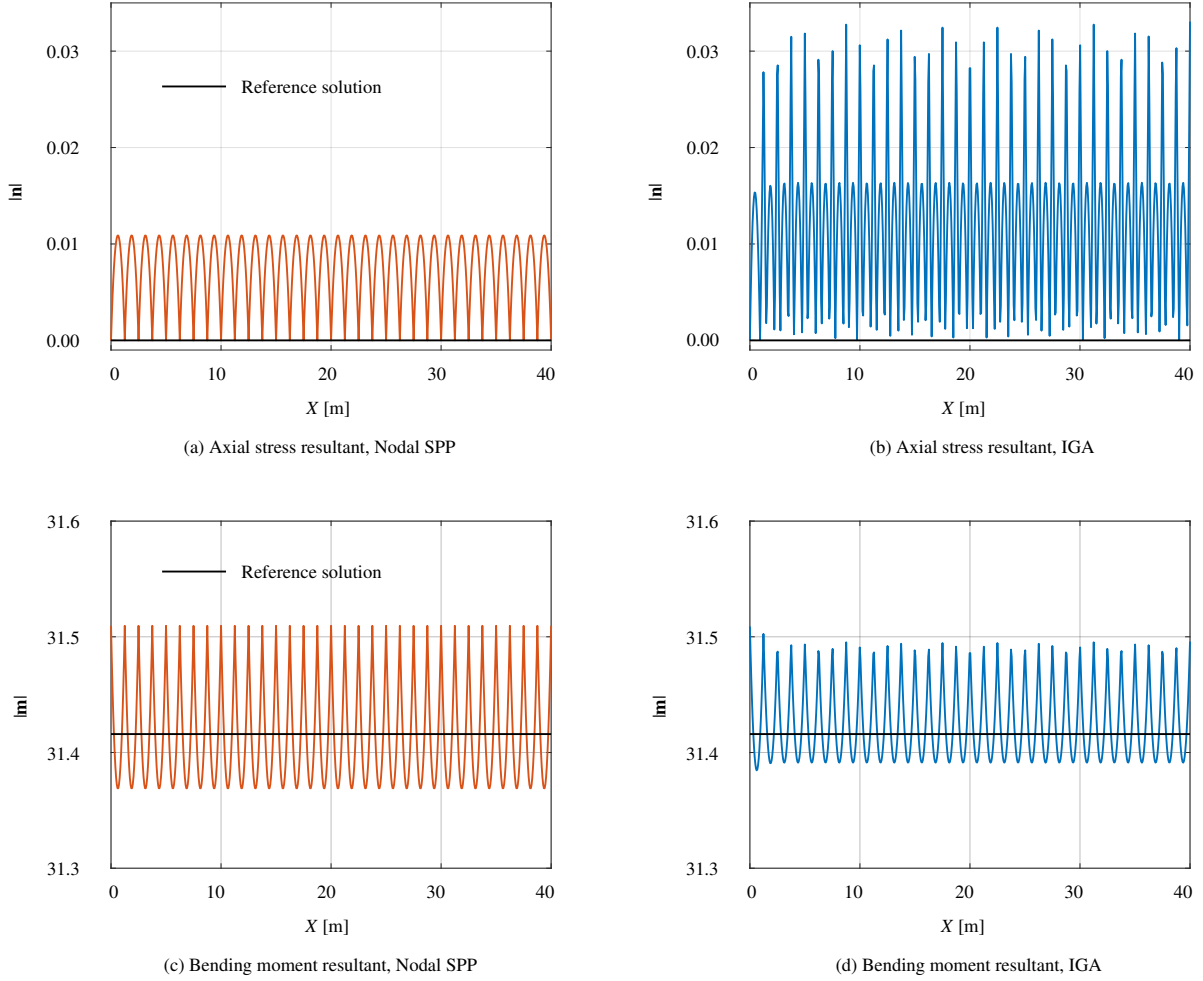 0.03
0.02
0.01
0.00
|n|
Reference solution
0 10 20 30 40
X [m]
(a) Axial stress resultant, Nodal SPP
0.03
0.02
0.01
0.00
|n|
0 10 20 30 40
X [m]
(b) Axial stress resultant, IGA
31.6
31.5
31.4
31.3
|m|
Reference solution
0 10 20 30 40
X [m]
(c) Bending moment resultant, Nodal SPP
31.6
31.5
31.4
31.3
|m|
0 10 20 30 40
X [m]
(d) Bending moment resultant, IGA